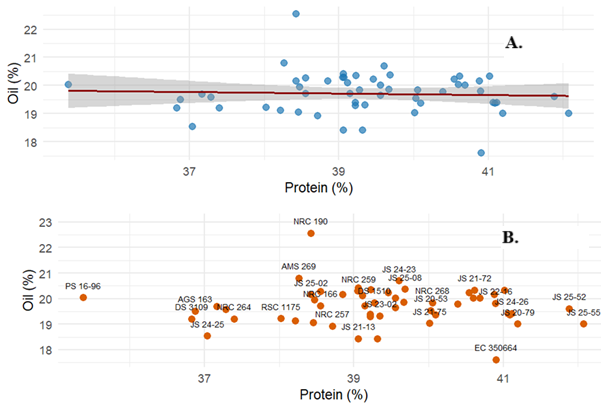 A.
22
21
20
19
18
Oil (%)
37
39
41
Protein (%)
B.
23
22
21
20
19
18
Oil (%)
NRC 190
AMS 269
JS 24-23
PS 16-96
JS 25-02
NRC 259
JS 25-08
JS 21-72
AGS 163
NRC 166
DS 1510
NRC 268
JS 22-16
JS 25-52
DS 3109
NRC 264
RSC 1175
JS 23-02
JS 20-53
JS 24-26
JS 24-25
NRC 257
JS 21-75
JS 20-79
JS 25-55
JS 21-13
EC 350664
37
39
41
Protein (%)